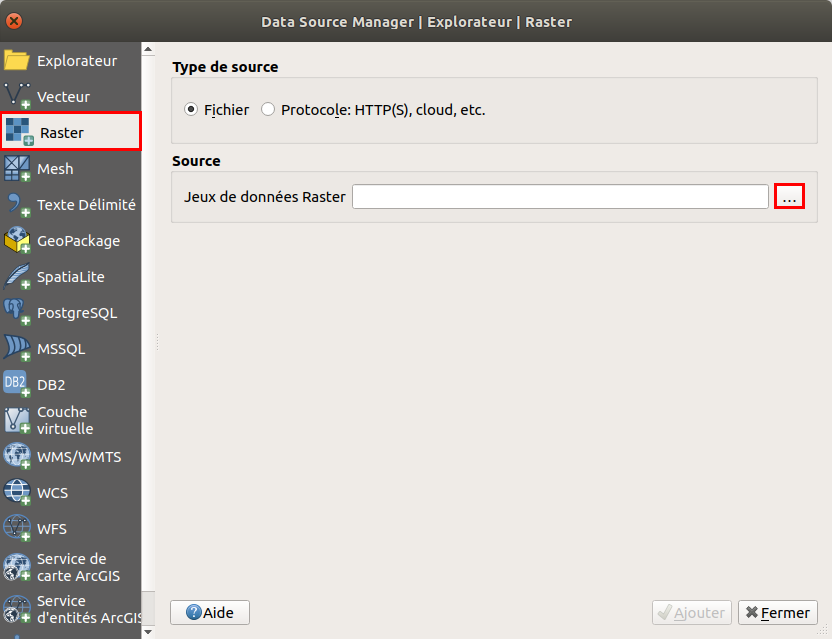 Data Source Manager | Explorateur | Raster
Explorateur
Vecteur
Raster
Mesh
Texte Délimité
GeoPackage
SpatiaLite
PostgreSQL
MSSQL
DB2
DB2
Couche
virtuelle
WMS/WMTS
WCS
WFS
Service de
carte ArcGIS
Service
d'entités ArcGIS
Type de source
Fichier
Protocole: HTTP(S), cloud, etc.
Source
Jeux de données Raster
...
Aide
Ajouter
Fermer